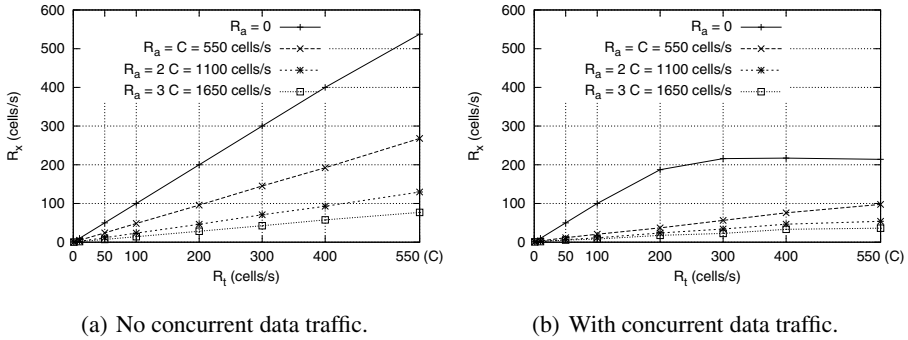 600
500
400
300
200
100
0
R_x (cells/s)
R_a = 0
R_a = C = 550 cells/s
R_a = 2 C = 1100 cells/s
R_a = 3 C = 1650 cells/s
0 50 100 200 300 400 550 (C)
R_t (cells/s)
(a) No concurrent data traffic.
600
500
400
300
200
100
0
R_x (cells/s)
R_a = 0
R_a = C = 550 cells/s
R_a = 2 C = 1100 cells/s
R_a = 3 C = 1650 cells/s
0 50 100 200 300 400 550 (C)
R_t (cells/s)
(b) With concurrent data traffic.